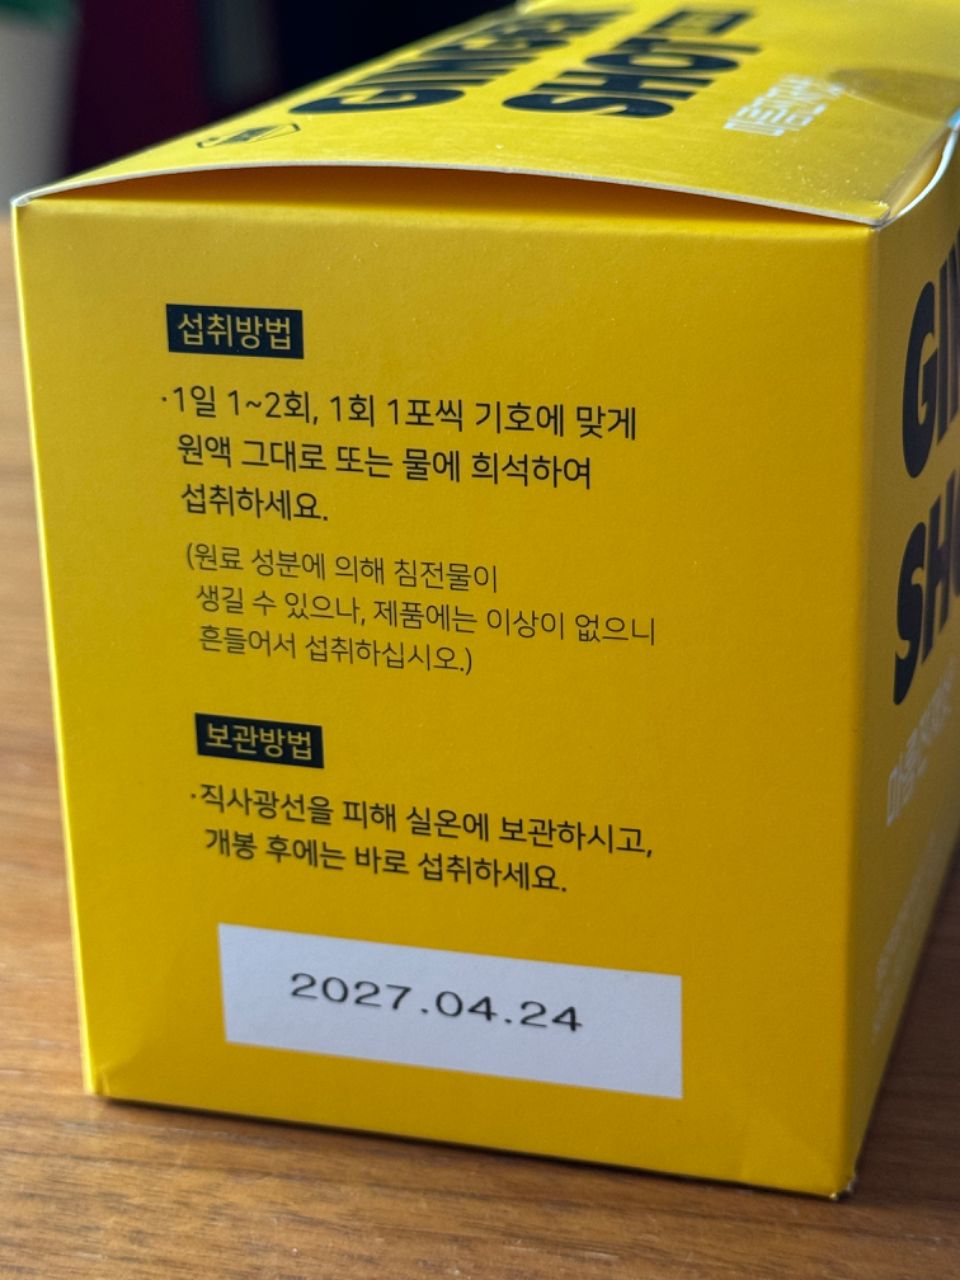 GINGER
SHOT
섭취방법
·1일 1~2회, 1회 1포씩 기호에 맞게
원액 그대로 또는 물에 희석하여
섭취하세요.
(원료 성분에 의해 침전물이
생길 수 있으나, 제품에는 이상이 없으니
흔들어서 섭취하십시오.)
보관방법
·직사광선을 피해 실온에 보관하시고,
개봉 후에는 바로 섭취하세요.
2027.04.24